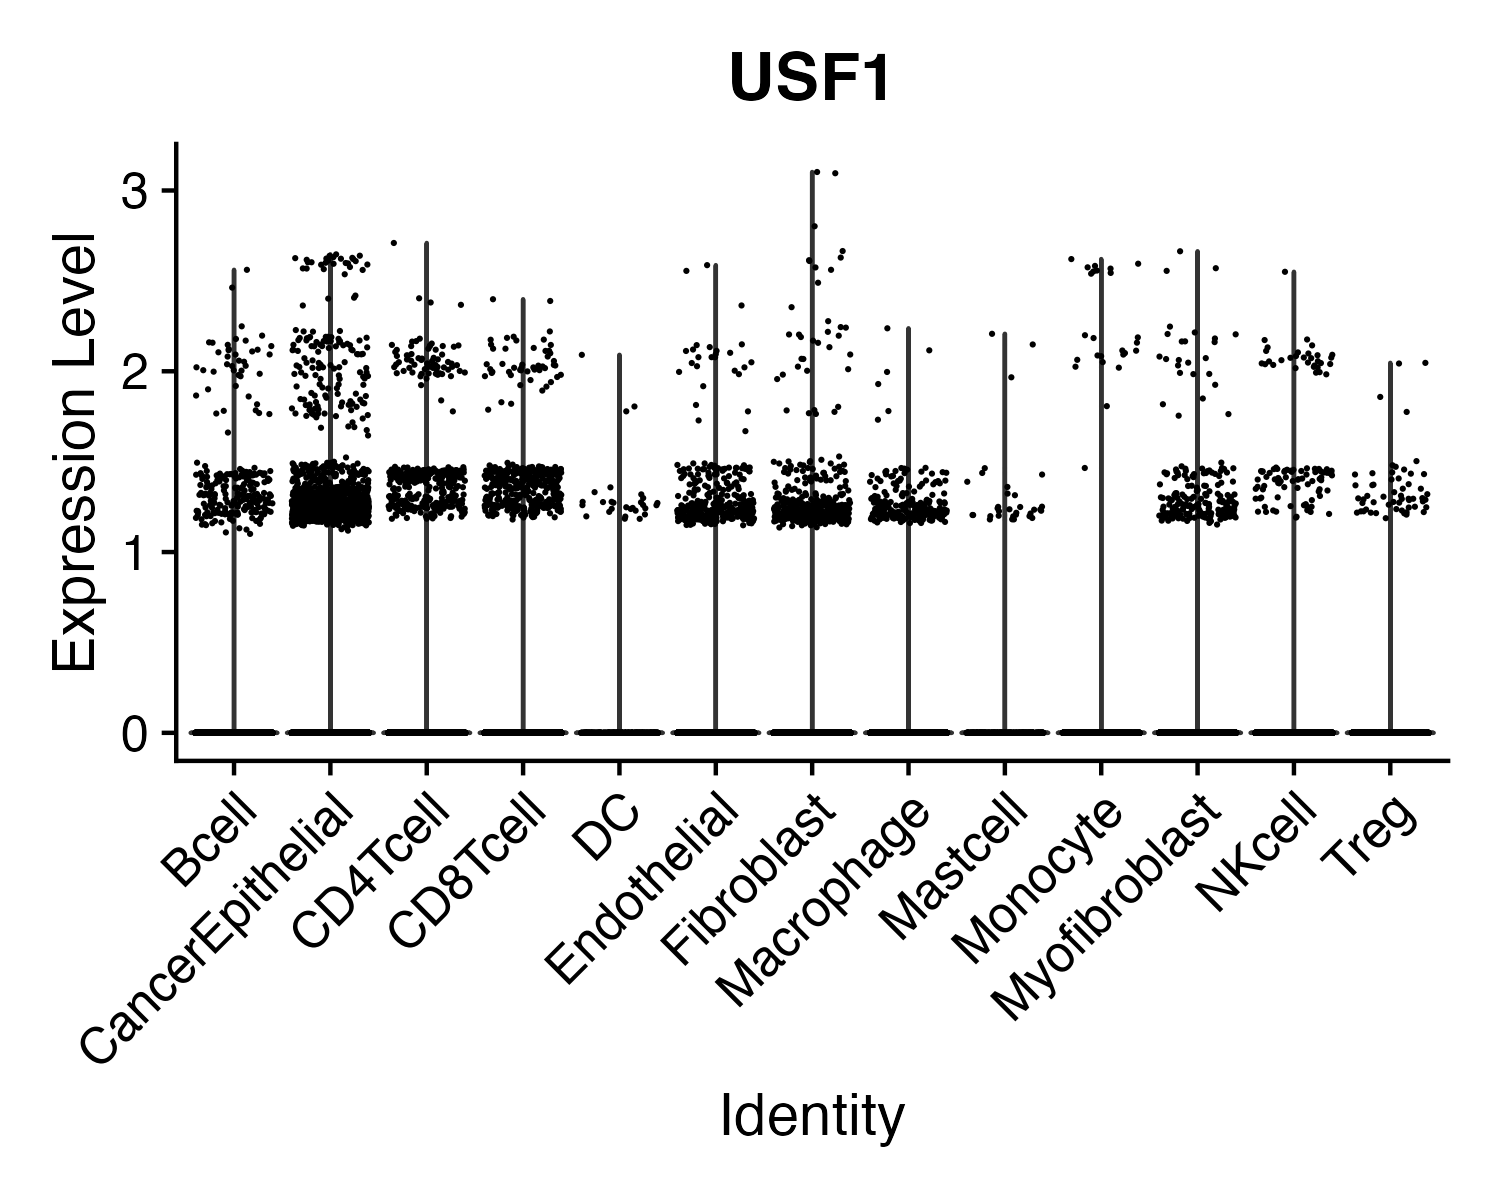 USF1
Expression Level
3
2
1
0
Bcell
CancerEpithelial
CD4Tcell
CD8Tcell
DC
Endothelial
Fibroblast
Macrophage
Mastcell
Monocyte
Myofibroblast
NKcell
Treg
Identity